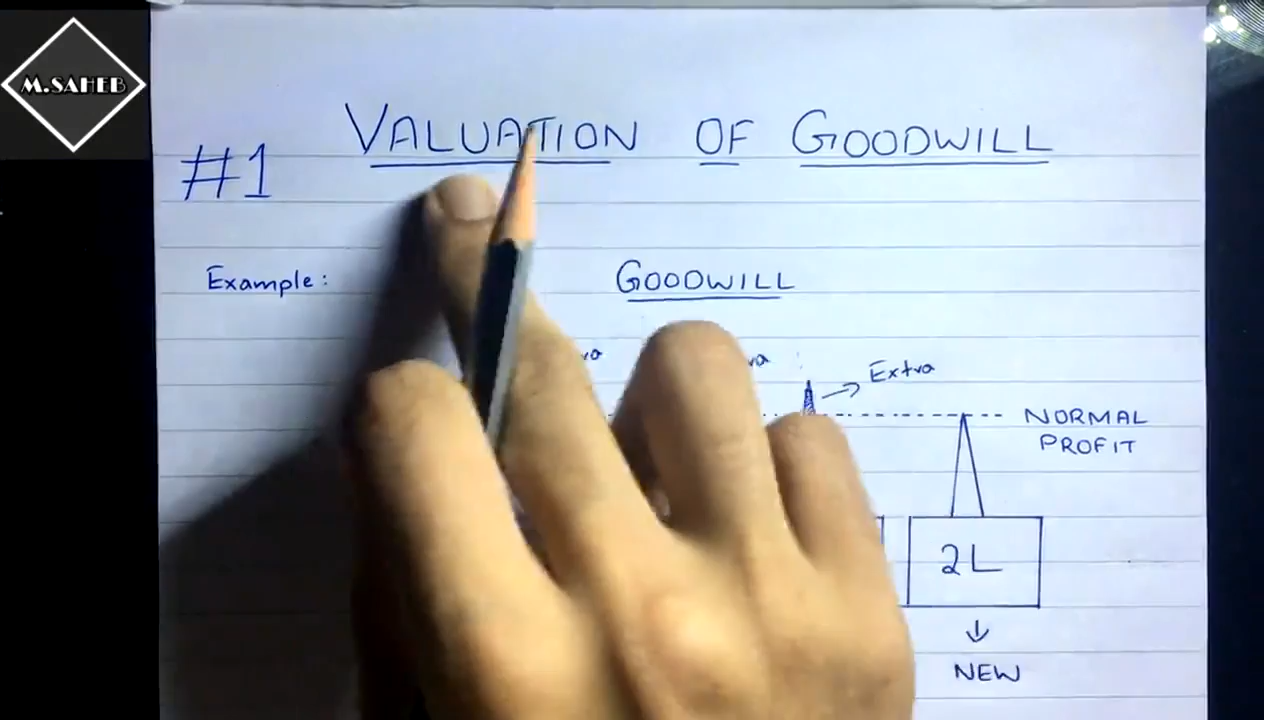 M.SAHEB
VALUATION OF GOODWILL
#1
Example:
GOODWILL
Extra
NORMAL
PROFIT
2L
NEW